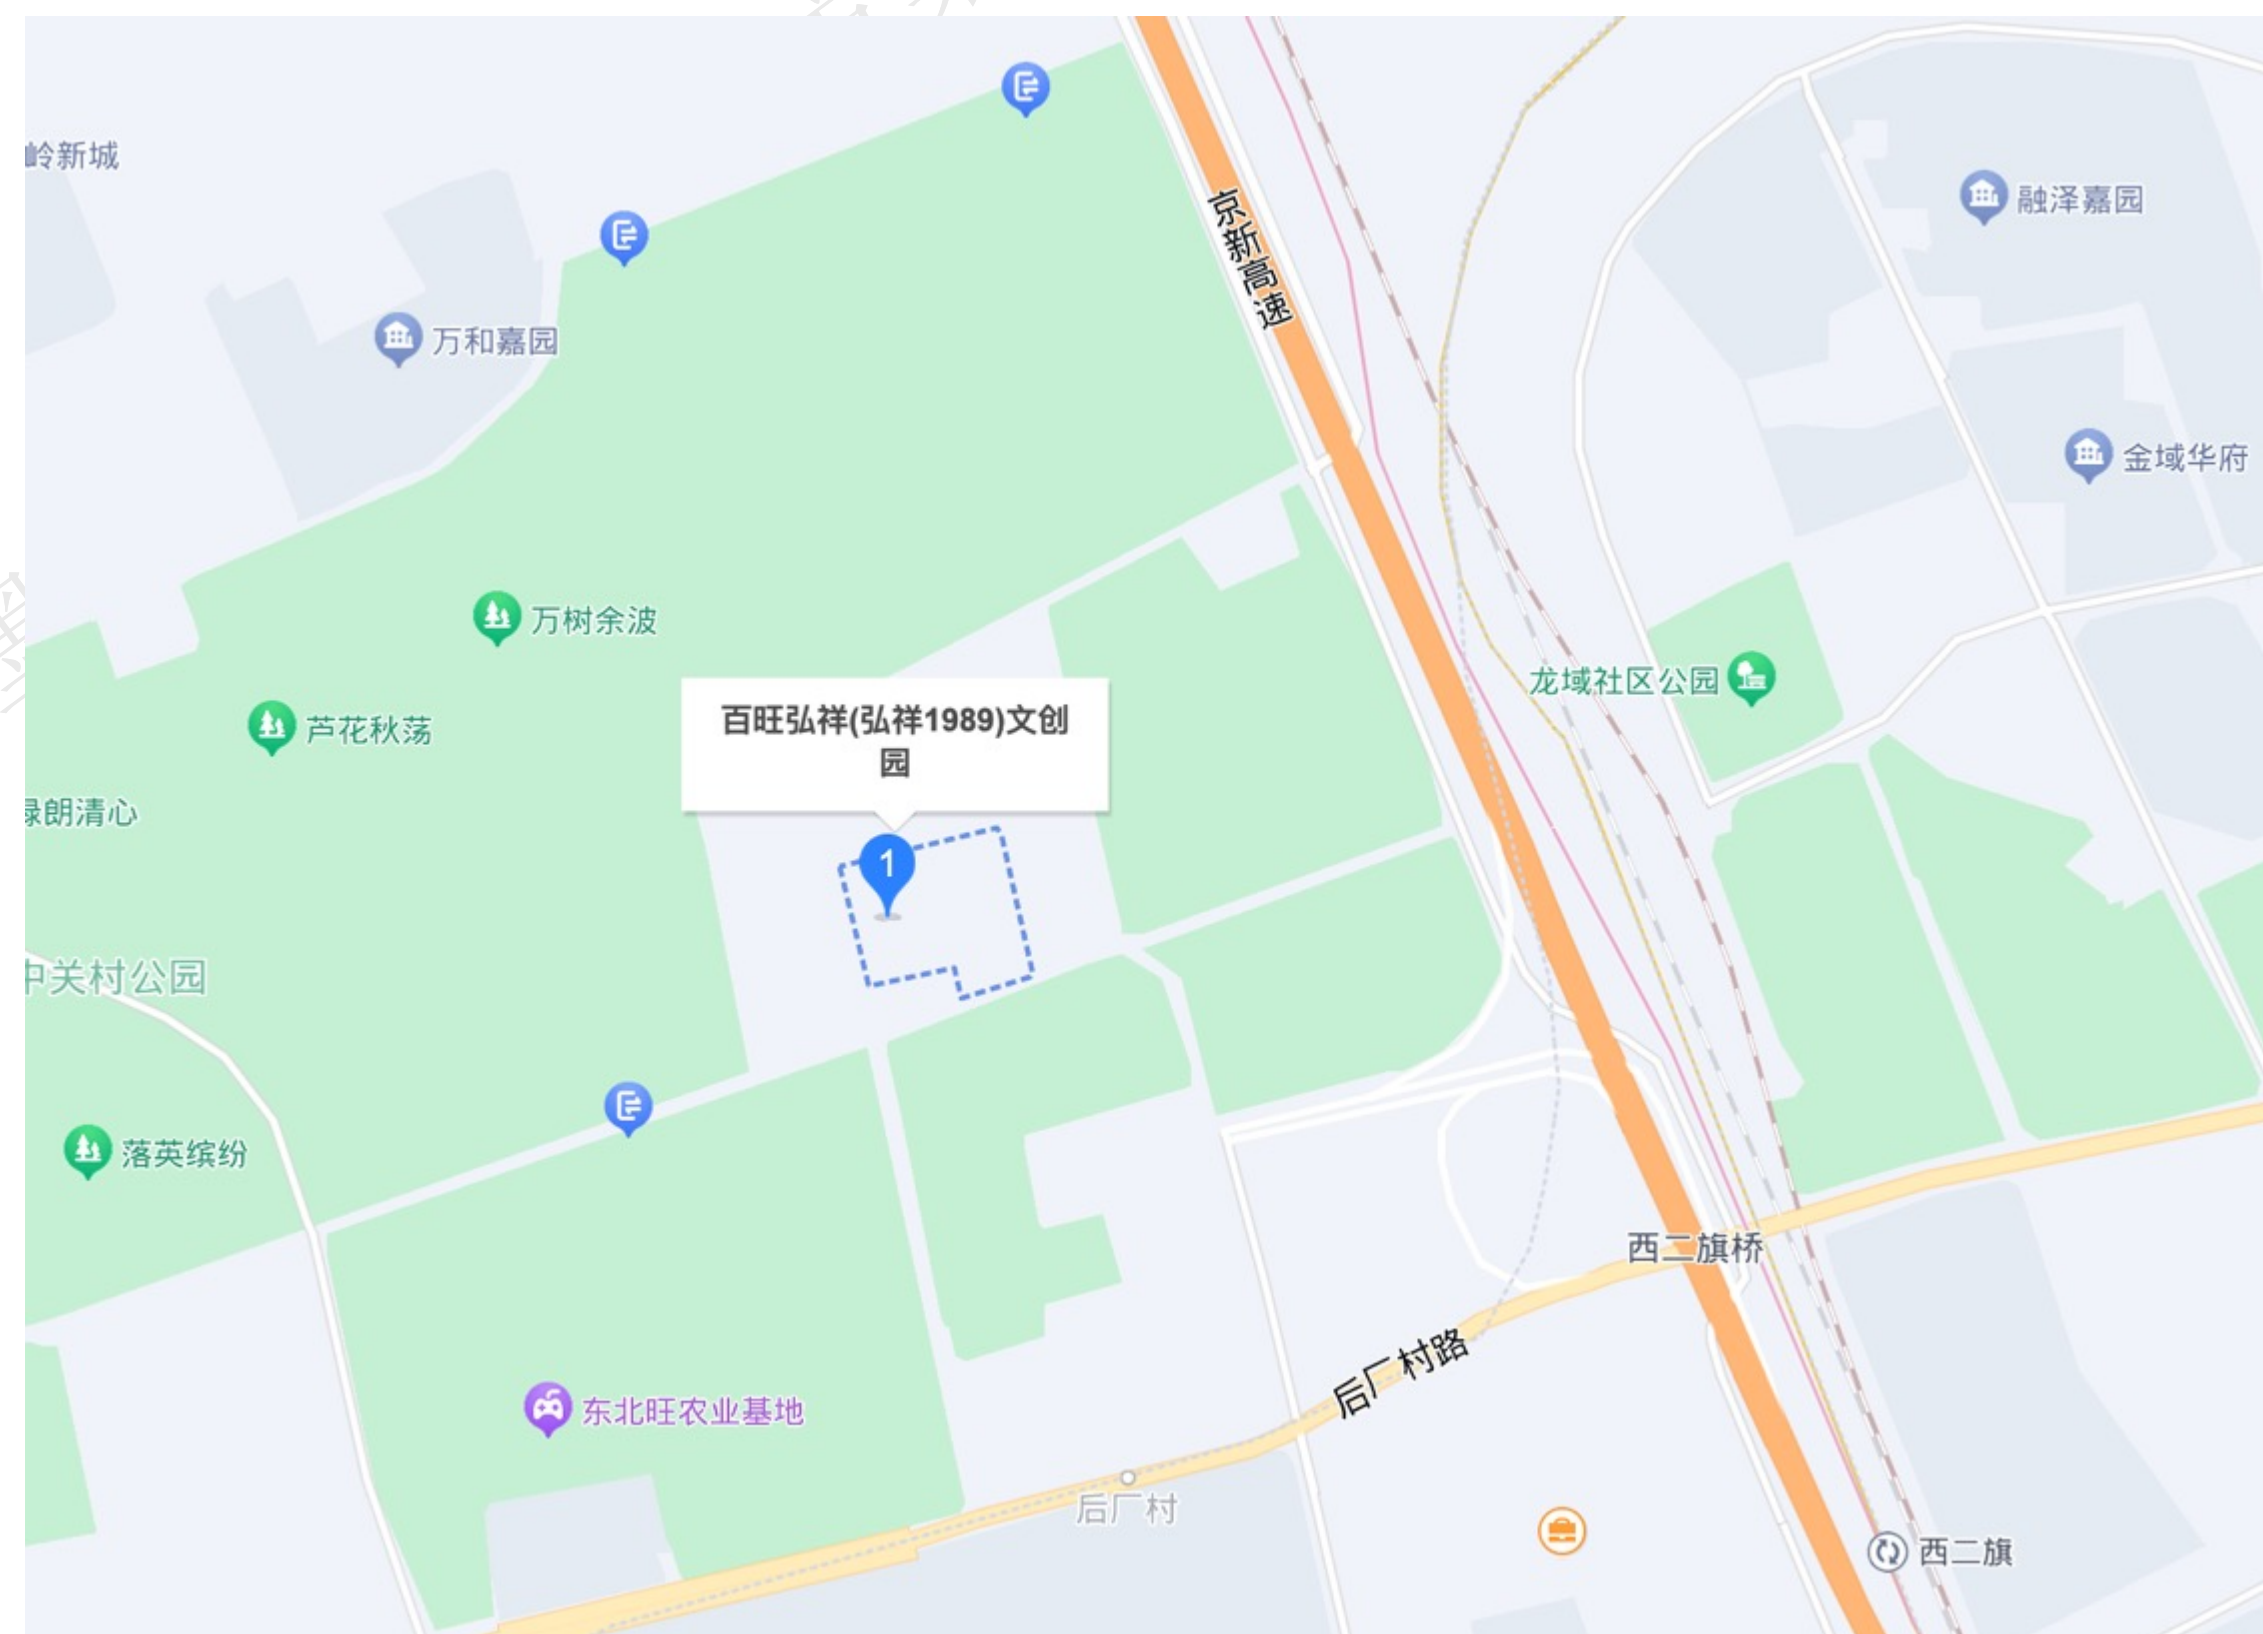 岭新城
京新高速
融泽嘉园
万和嘉园
金域华府
万树余波
龙域社区公园
芦花秋荡
百旺弘祥(弘祥1989)文创
园
朗清心
1
中关村公园
落英缤纷
西二旗桥
后厂村路
东北旺农业基地
后厂村
西二旗